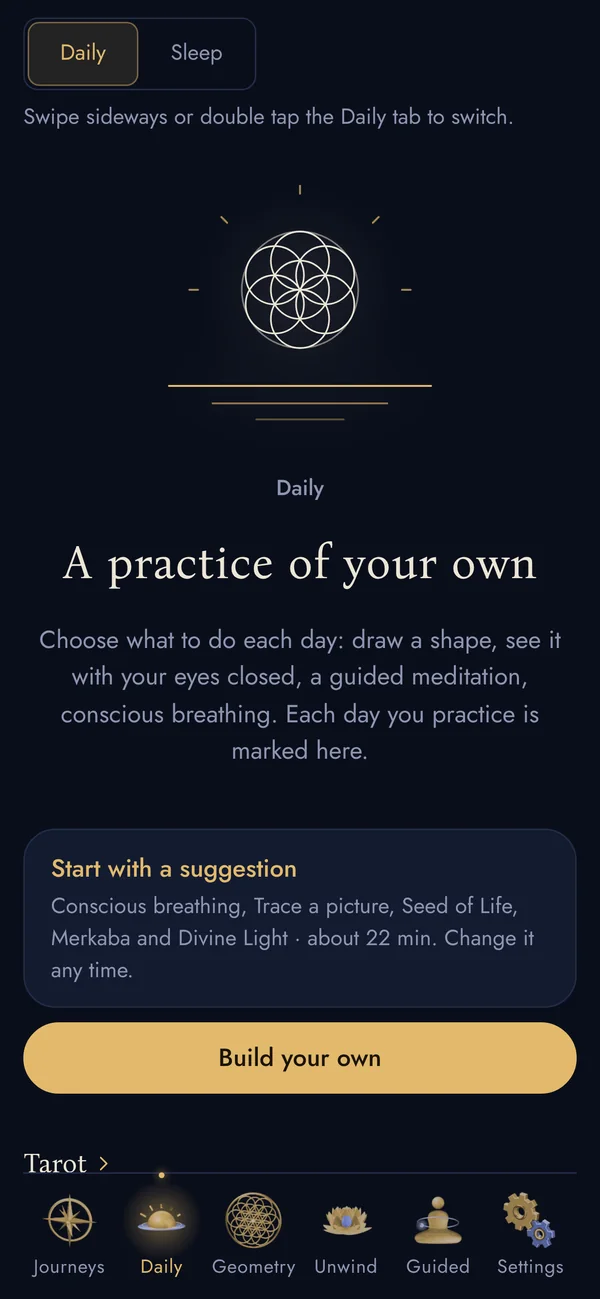 Daily
Sleep
Swipe sideways or double tap the Daily tab to switch.
Daily
A practice of your own
Choose what to do each day: draw a shape, see it
with your eyes closed, a guided meditation,
conscious breathing. Each day you practice is
marked here.
Start with a suggestion
Conscious breathing, Trace a picture, Seed of Life,
Merkaba and Divine Light · about 22 min. Change it
any time.
Build your own
Tarot >
Journeys
Daily
Geometry
Unwind
Guided
Settings